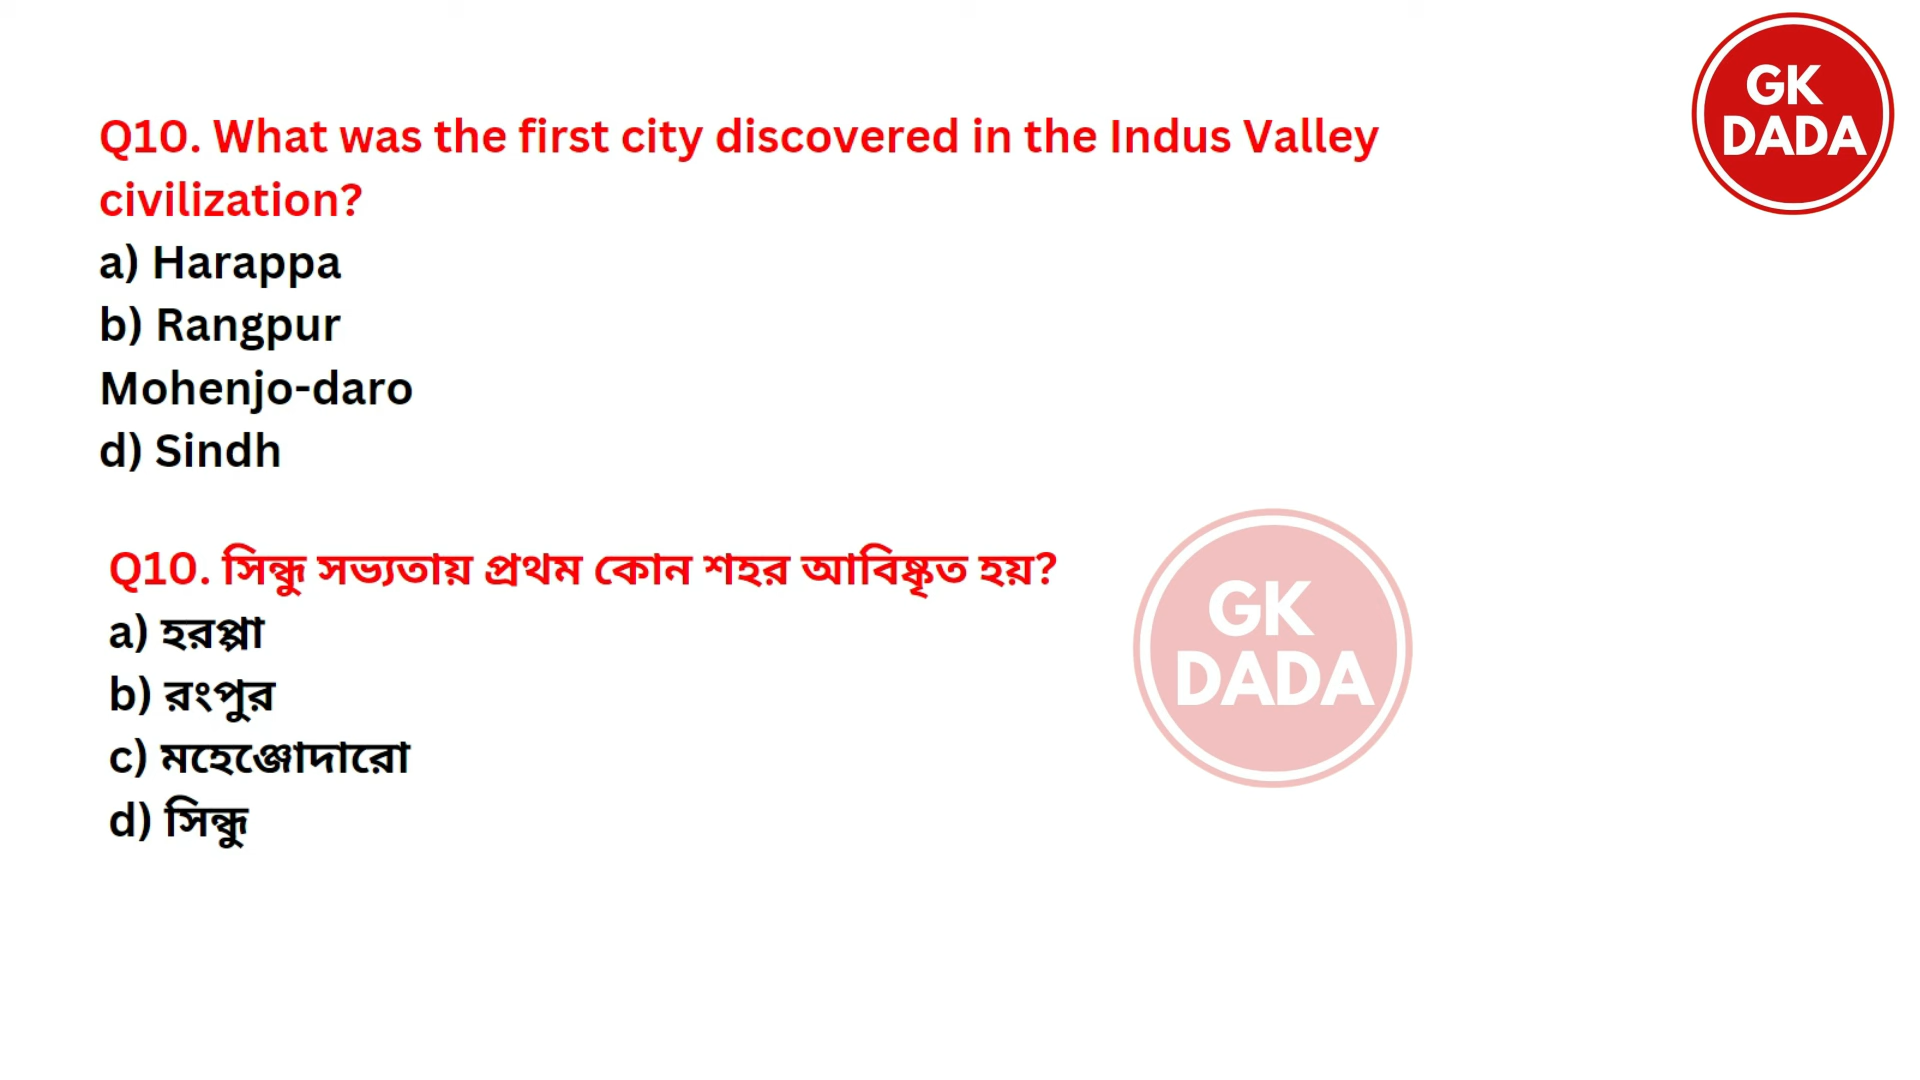 GK
DADA
Q10. What was the first city discovered in the Indus Valley
civilization?
a) Harappa
b) Rangpur
Mohenjo-daro
d) Sindh
Q10. সিন্ধু সভ্যতায় প্রথম কোন শহর আবিষ্কৃত হয়?
a) হরপ্পা
b) রংপুর
c) মহেঞ্জোদারো
d) সিন্ধু
GK
DADA